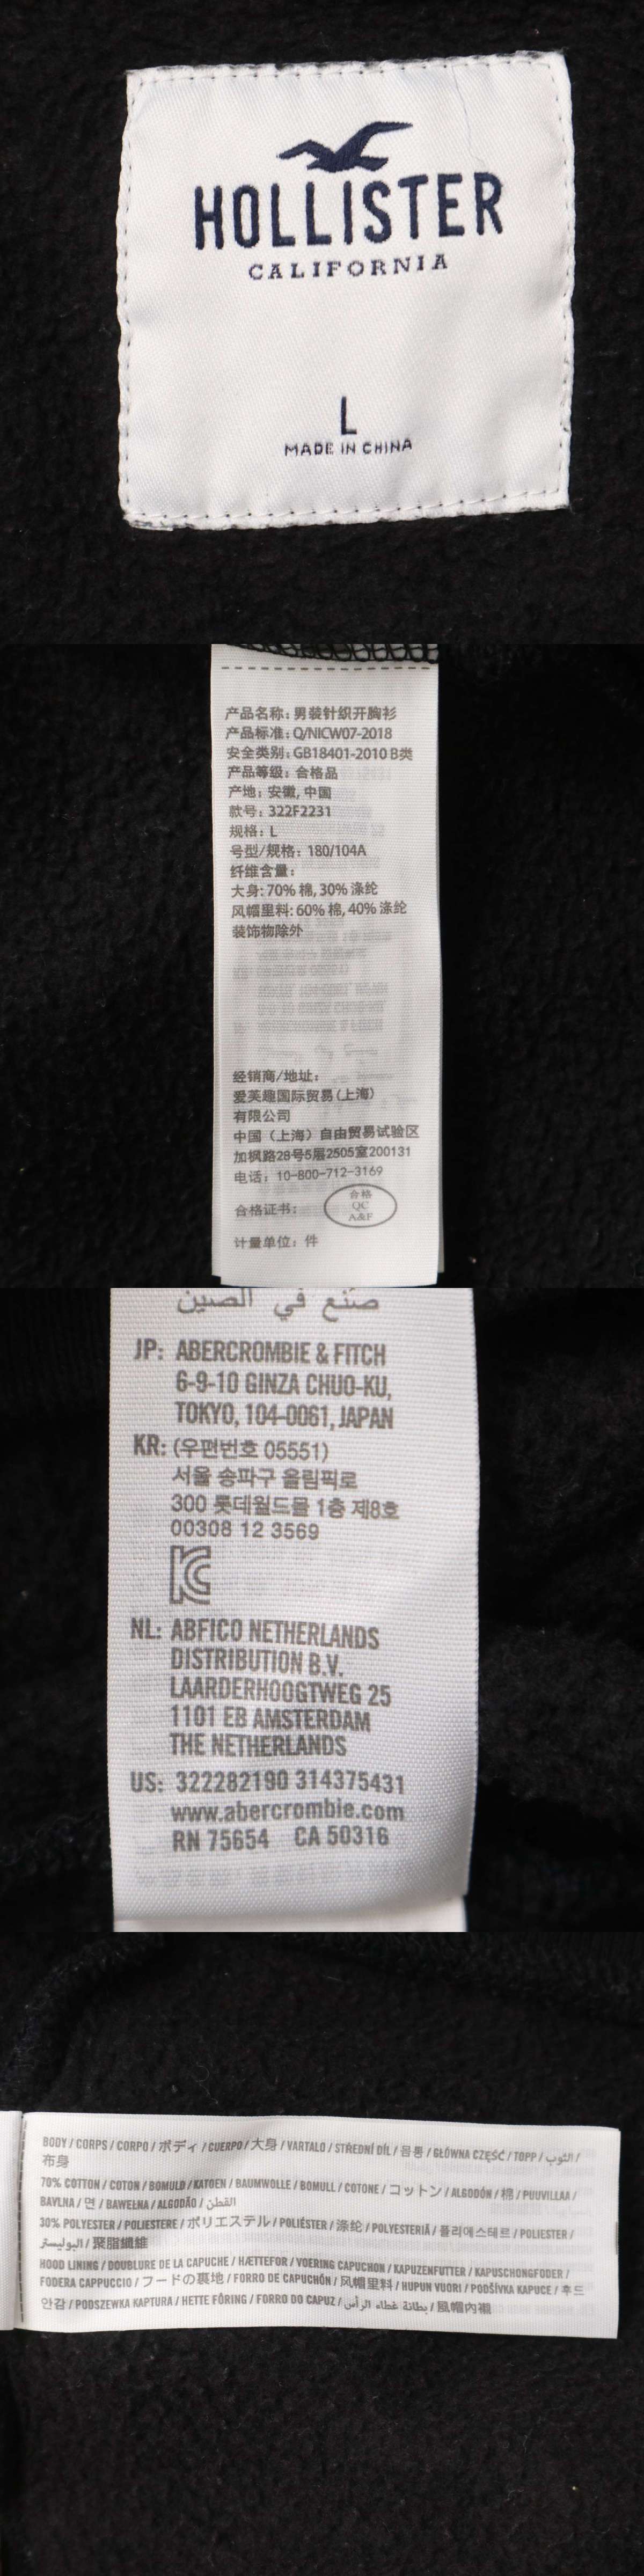 HOLLISTER
CALIFORNIA
L
MADE IN CHINA
产品名称: 男装针织开胸衫
产品标准: Q/NICW07-2018
安全类别: GB18401-2010 B类
产品等级: 合格品
产地: 安徽, 中国
款号: 322F2231
规格: L
号型/规格: 180/104A
纤维含量:
大身: 70% 棉, 30% 涤纶
风帽里料: 60% 棉, 40% 涤纶
装饰物除外
经销商/地址:
爱芙趣国际贸易(上海)
有限公司
中国(上海)自由贸易试验区
加枫路28号5层2505室200131
电话: 10-800-712-3169
合格证书:
合格
QC
A&F
计量单位: 件
صنع في الصين
JP: ABERCROMBIE & FITCH
6-9-10 GINZA CHUO-KU,
TOKYO, 104-0061, JAPAN
KR: (우편번호 05551)
서울 송파구 올림픽로
300 롯데월드몰 1층 제8호
00308 12 3569
NL: ABFICO NETHERLANDS
DISTRIBUTION B.V.
LAARDERHOOGTWEG 25
1101 EB AMSTERDAM
THE NETHERLANDS
US: 322282190 314375431
www.abercrombie.com
RN 75654 CA 50316
BODY / CORPS / CORPO / ボディ / CUERPO / 大身 / VARTALO / STŘEDNÍ DÍL / 몸통 / GŁÓWNA CZĘŚĆ / TOPP / الثوب /
布身
70% COTTON / COTON / BOMULD / KATOEN / BAUMWOLLE / BOMULL / COTONE / コットン / ALGODÓN / 棉 / PUUVILLAA /
BAVLNA / 면 / BAWEŁNA / ALGODÃO / القطن
30% POLYESTER / POLIESTERE / ポリエステル / POLIÉSTER / 涤纶 / POLYESTERIÄ / 폴리에스테르 / POLIESTER /
البوليستر / 聚脂纖維
HOOD LINING / DOUBLURE DE LA CAPUCHE / HÆTTEFOR / VOERING CAPUCHON / KAPUZENFUTTER / KAPUSCHONGFODER /
FODERA CAPPUCCIO / フードの裏地 / FORRO DE CAPUCHÓN / 风帽里料 / HUPUN VUORI / PODŠÍVKA KAPUCE / 후드
안감 / PODSZEWKA KAPTURA / HETTE FÔRING / FORRO DO CAPUZ / بطانة غطاء الرأس / 風帽內襯